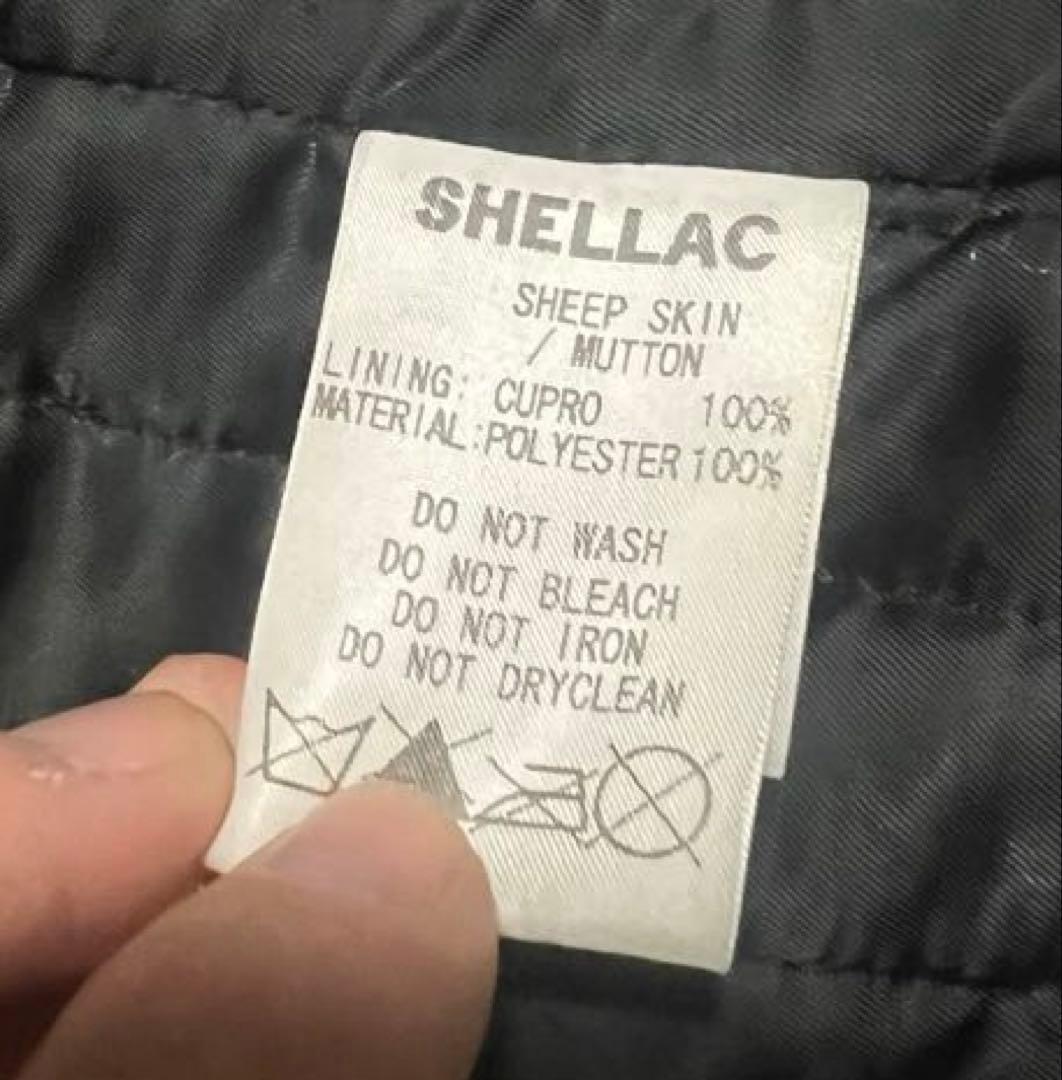 SHELLAC
SHEEP SKIN
/ MUTTON
LINING: CUPRO 100%
MATERIAL:POLYESTER 100%
DO NOT WASH
DO NOT BLEACH
DO NOT IRON
DO NOT DRYCLEAN